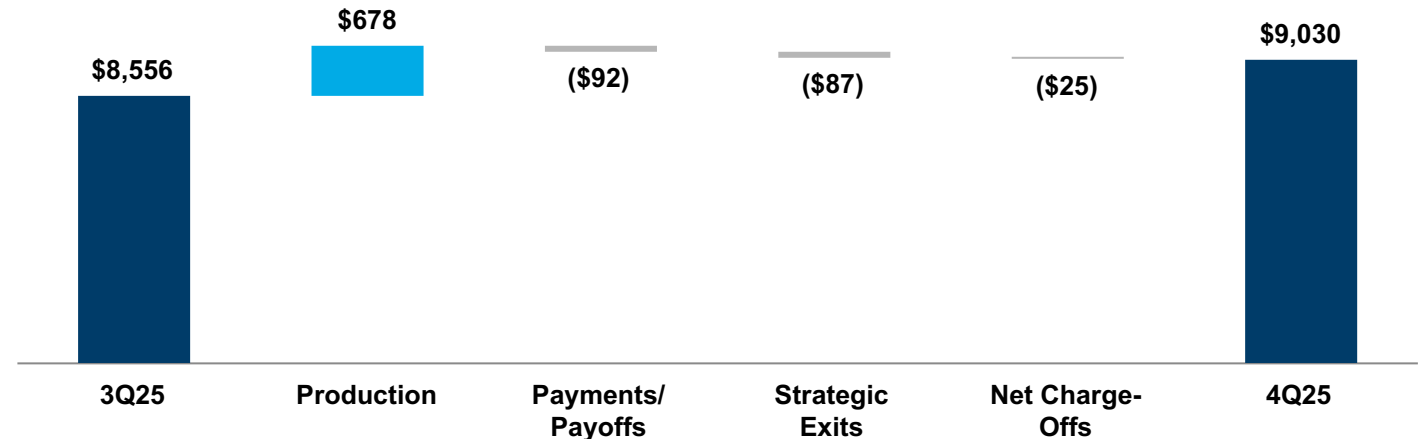 $8,556
$678
($92)
($87)
($25)
$9,030
3Q25
Production
Payments/
Payoffs
Strategic
Exits
Net Charge-
Offs
4Q25